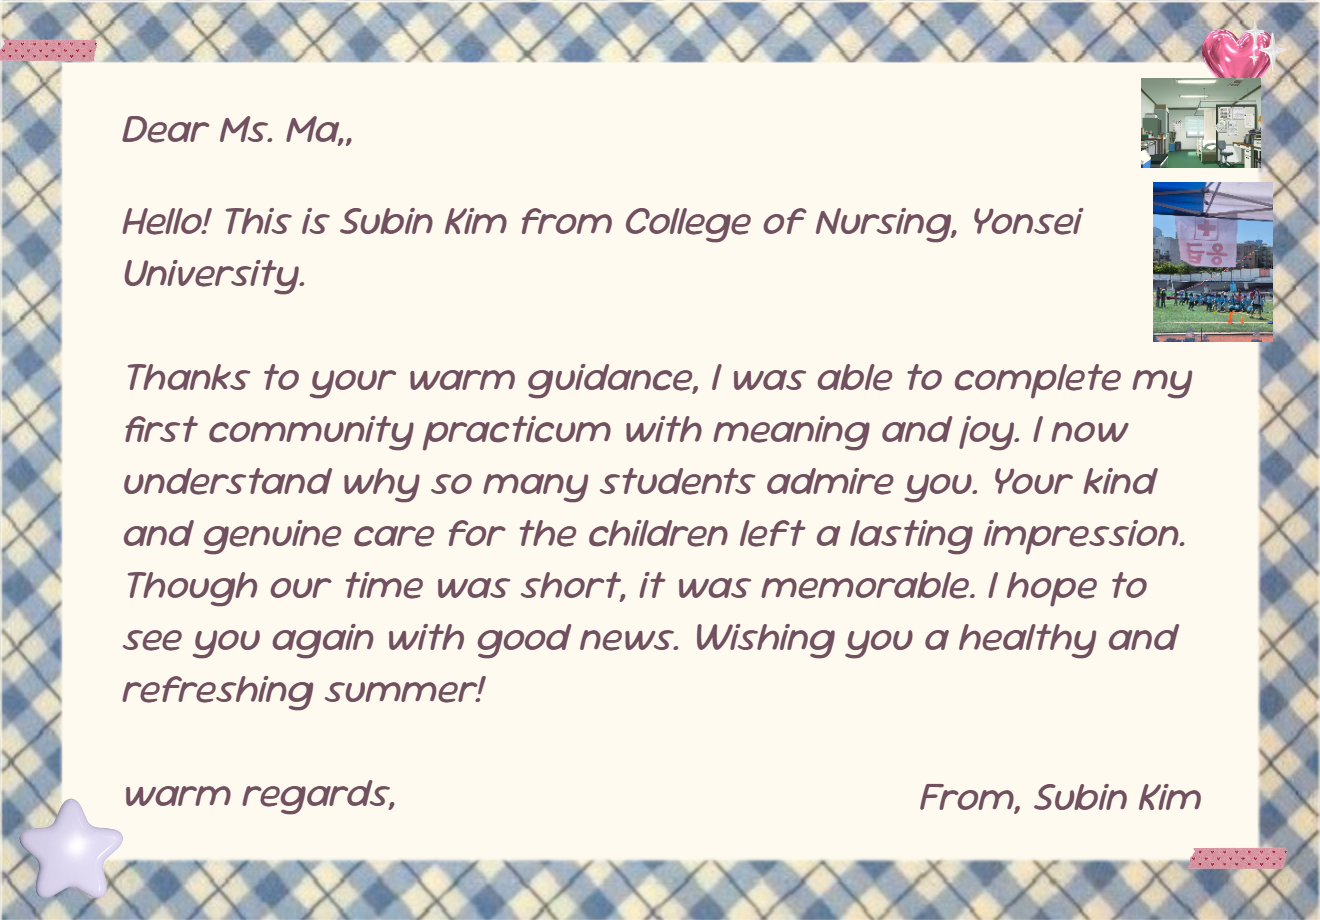 Dear Ms. Ma,,
Hello! This is Subin Kim from College of Nursing, Yonsei
University.
Thanks to your warm guidance, I was able to complete my
first community practicum with meaning and joy. I now
understand why so many students admire you. Your kind
and genuine care for the children left a lasting impression.
Though our time was short, it was memorable. I hope to
see you again with good news. Wishing you a healthy and
refreshing summer!
warm regards,
From, Subin Kim